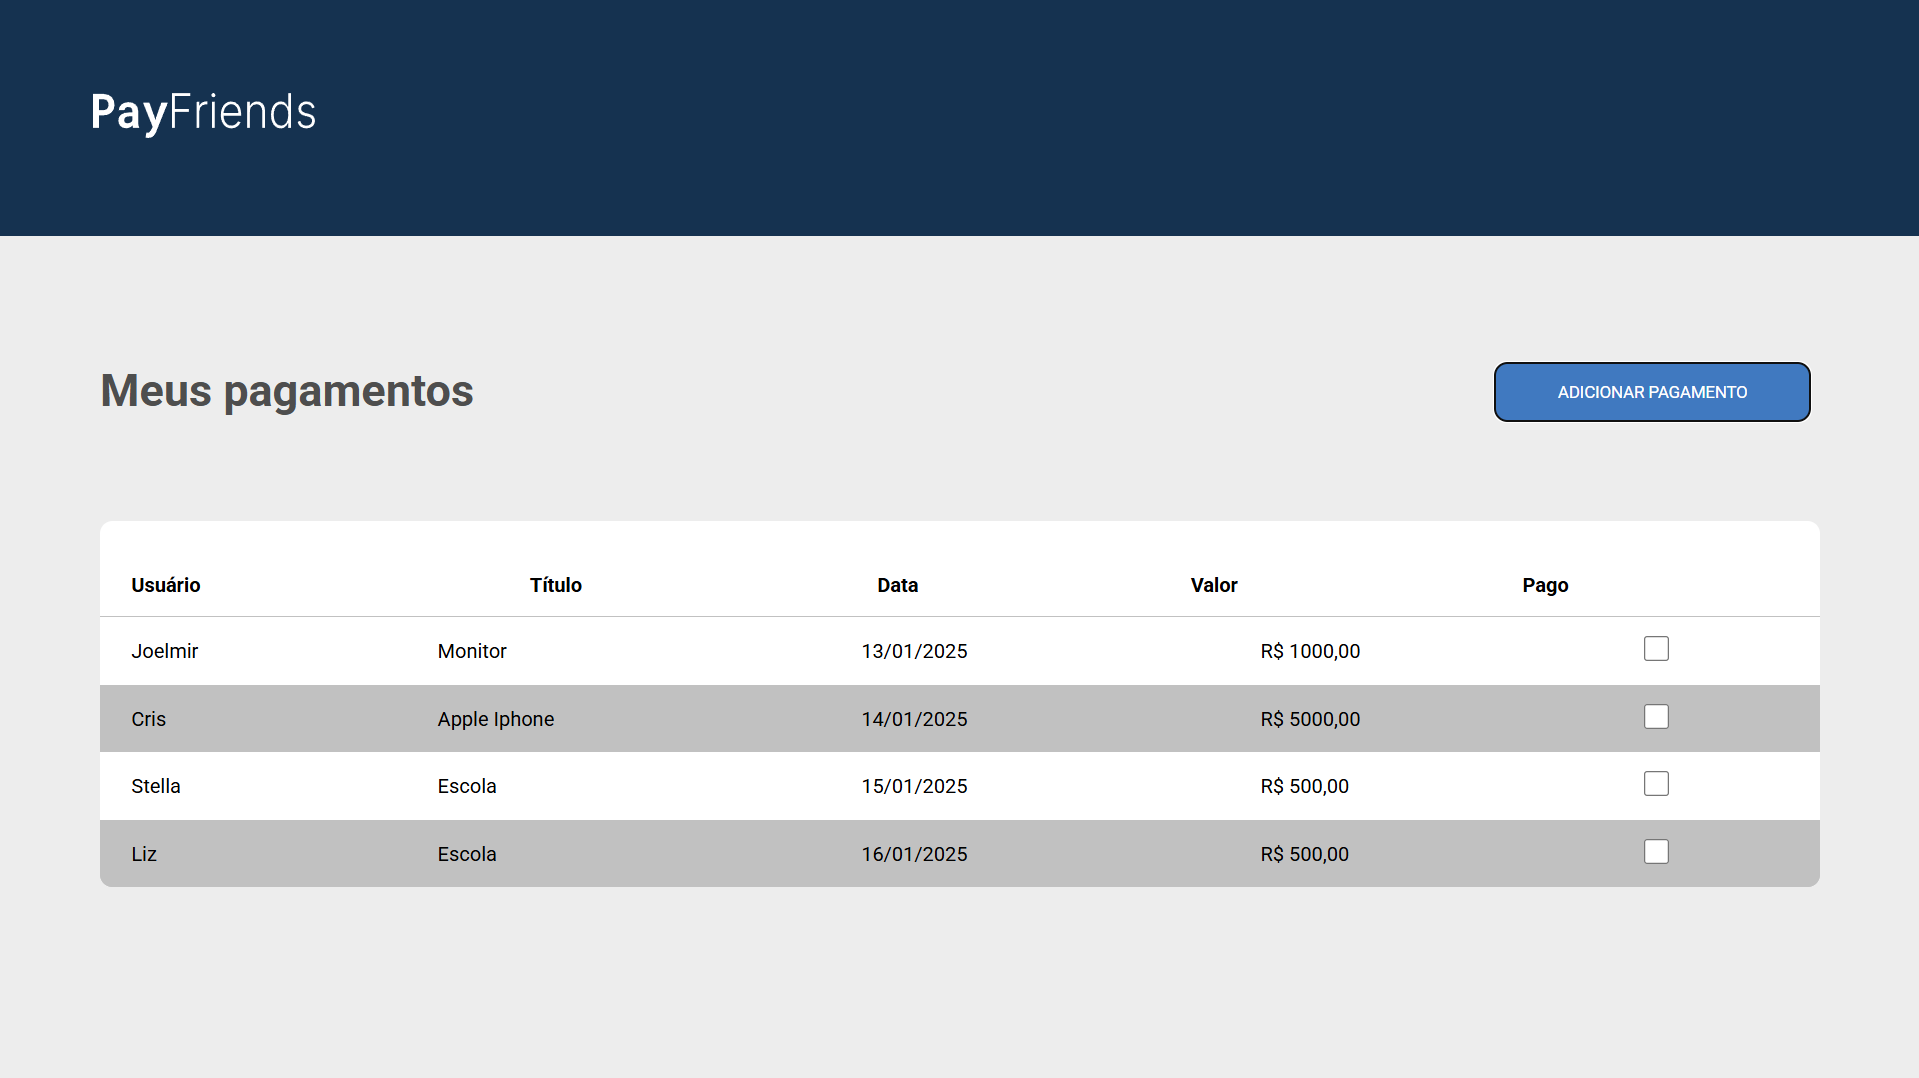 PayFriends
Meus pagamentos
ADICIONAR PAGAMENTO
Usuário Título Data Valor Pago
Joelmir Monitor 13/01/2025 R$ 1000,00
Cris Apple Iphone 14/01/2025 R$ 5000,00
Stella Escola 15/01/2025 R$ 500,00
Liz Escola 16/01/2025 R$ 500,00